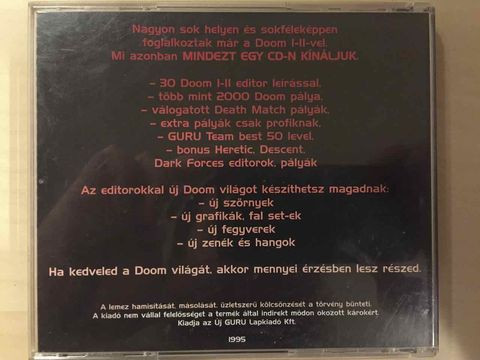 Nagyon sok helyen és sokféleképpen
foglalkoztak már a Doom I-II-vel.
Mi azonban MINDEZT EGY CD-N KÍNÁLJUK.
- 30 Doom I-II editor leírással.
- több mint 2000 Doom pálya.
- válogatott Death Match pályák.
- extra pályák csak profiknak.
- GURU Team best 50 level.
- bonus Heretic, Descent.
Dark Forces editorok, pályák
Az editorokkal új Doom világot készíthetsz magadnak:
- új szörnyek
- új grafikák, fal set-ek
- új fegyverek
- új zenék és hangok
Ha kedveled a Doom világát, akkor mennyei érzésben lesz részed.
A lemez hamisítását, másolását, üzletszerű kölcsönzését a törvény bünteti.
A kiadó nem vállal felelősséget a termék által indirekt módon okozott károkért.
Kiadja az Új GURU Lapkiadó Kft.
1995